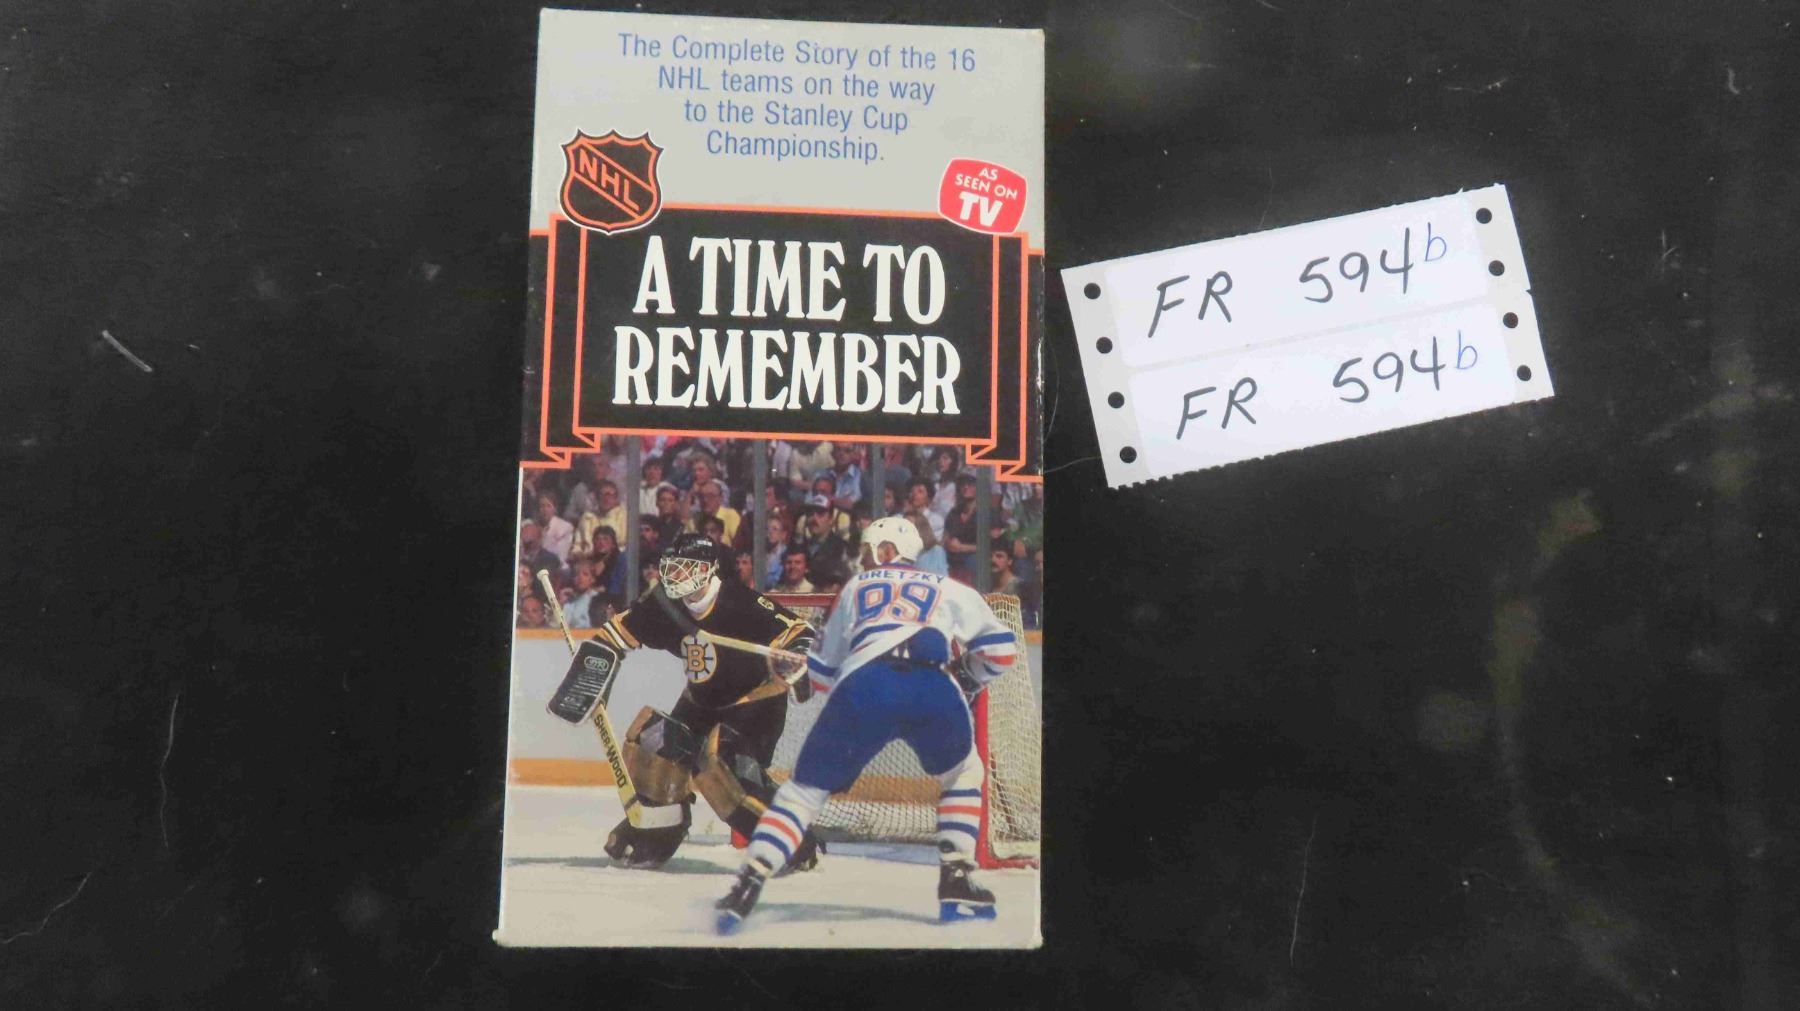 The Complete Story of the 16
NHL teams on the way
to the Stanley Cup
Championship.
NHL
AS
SEEN ON
TV
A TIME TO
REMEMBER
GRETZKY
99
B
1
SHER-WOOD
FR 594b
FR 594b